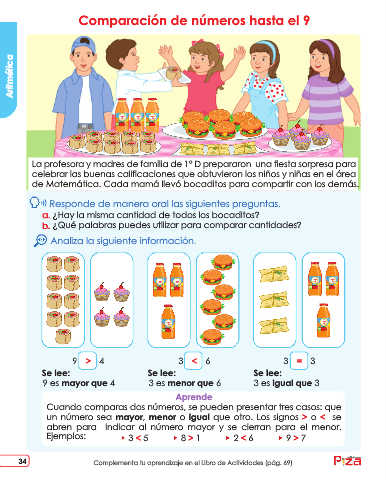 Comparación de números hasta el 9
Aritmética
La profesora y madres de familia de 1° D prepararon una fiesta sorpresa para
celebrar las buenas calificaciones que obtuvieron los niños y niñas en el área
de Matemática. Cada mamá llevó bocaditos para compartir con los demás.
Responde de manera oral las siguientes preguntas.
a. ¿Hay la misma cantidad de todos los bocaditos?
b. ¿Qué palabras puedes utilizar para comparar cantidades?
Analiza la siguiente información.
9 > 4 3 < 6 3 = 3
Se lee: Se lee: Se lee:
9 es mayor que 4 3 es menor que 6 3 es igual que 3
Aprende
Cuando comparas dos números, se pueden presentar tres casos: que
un número sea mayor, menor o igual que otro. Los signos > o < se
abren para indicar al número mayor y se cierran para el menor.
Ejemplos: 3 < 5 8 > 1 2 < 6 9 > 7
34 Complementa tu aprendizaje en el Libro de Actividades (pág. 69)